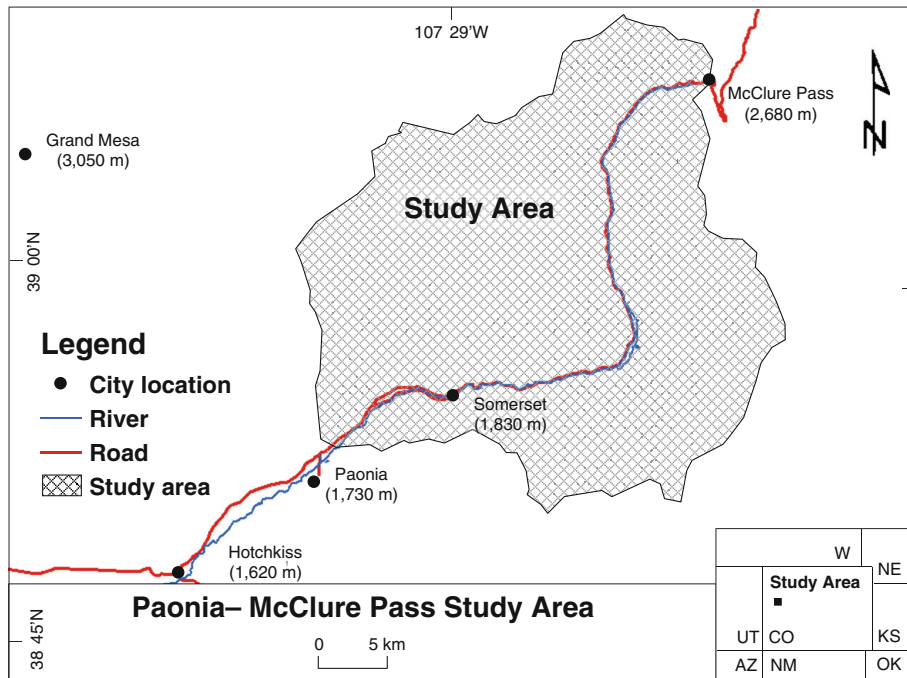 107 29'W
McClure Pass
(2,680 m)
N
Grand Mesa
(3,050 m)
Study Area
39 00'N
Legend
City location
River
Road
Study area
Somerset
(1,830 m)
Paonia
(1,730 m)
Hotchkiss
(1,620 m)
Paonia– McClure Pass Study Area
0 5 km
38 45'N
W
NE
Study Area
UT CO KS
AZ NM OK